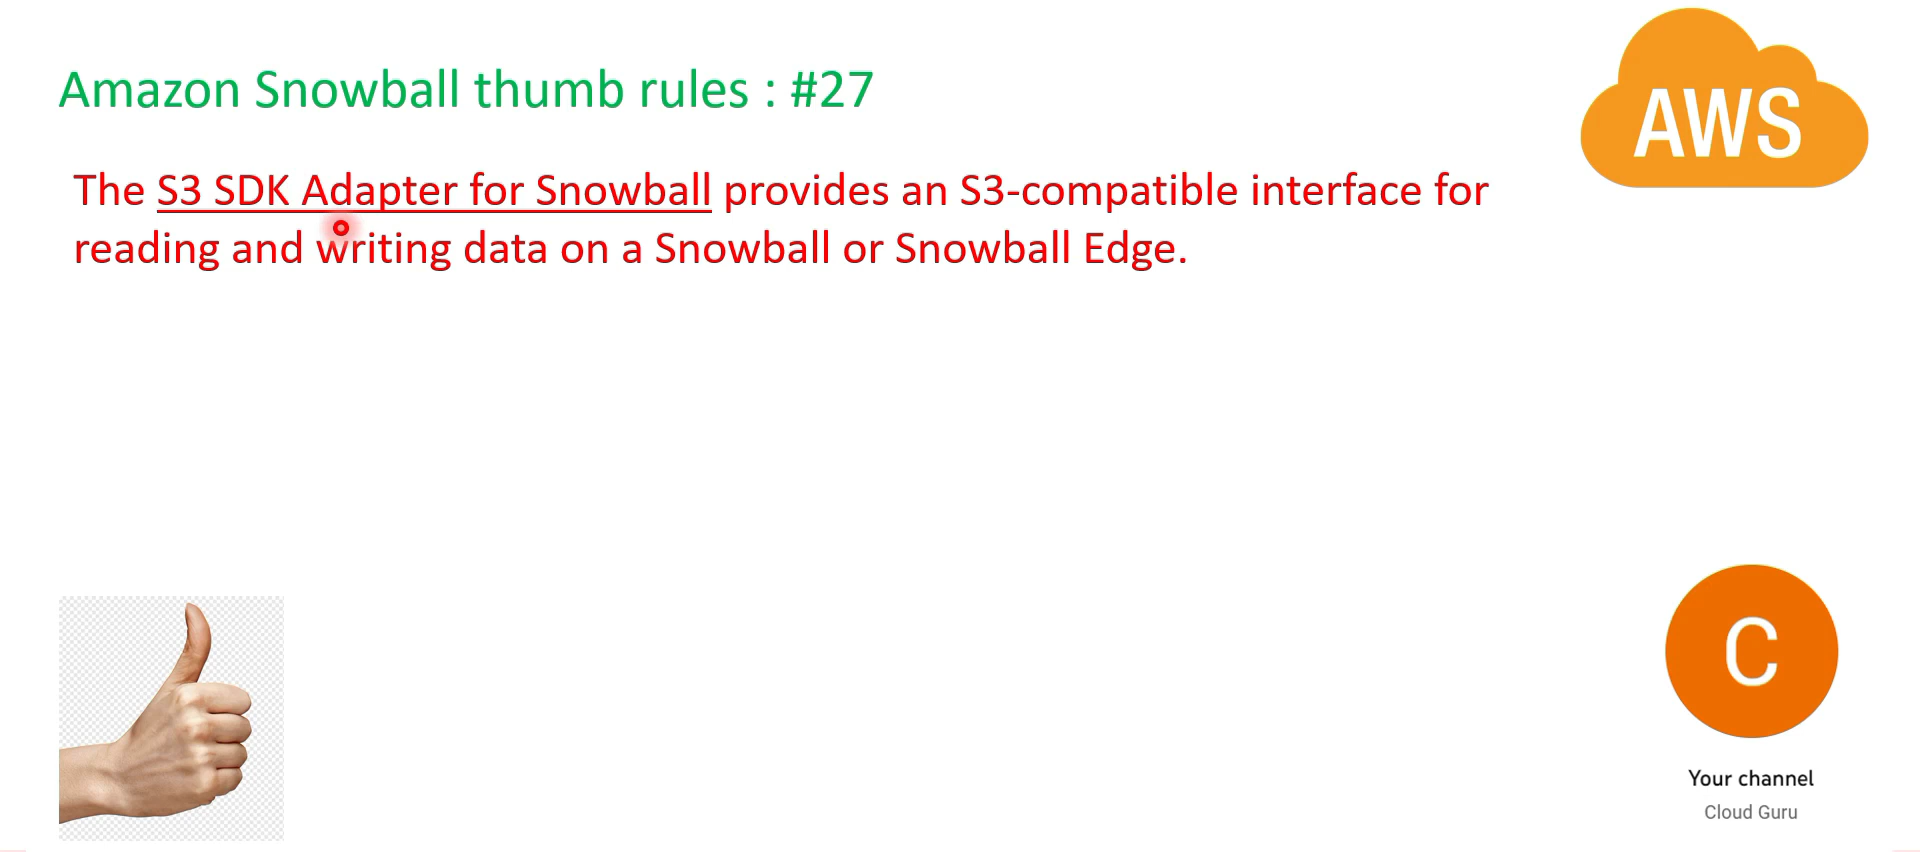 Amazon Snowball thumb rules : #27
AWS
The S3 SDK Adapter for Snowball provides an S3-compatible interface for
reading and writing data on a Snowball or Snowball Edge.
C
Your channel
Cloud Guru